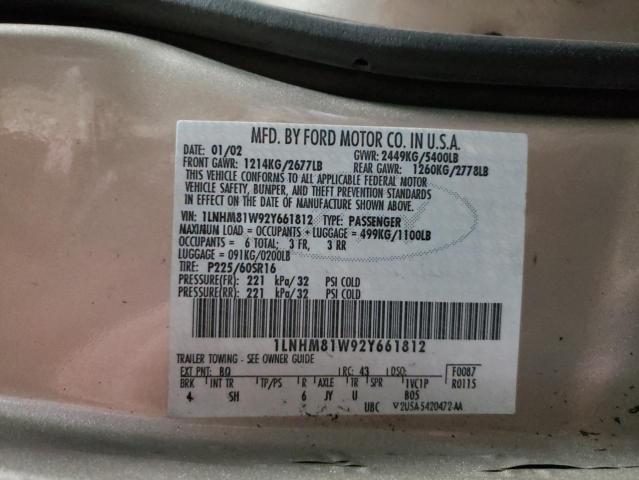 MFD. BY FORD MOTOR CO. IN U.S.A.
DATE: 01/02 GVWR: 2449KG/5400LB
FRONT GAWR: 1214KG/2677LB REAR GAWR: 1260KG/2778LB
THIS VEHICLE CONFORMS TO ALL APPLICABLE FEDERAL MOTOR
VEHICLE SAFETY, BUMPER, AND THEFT PREVENTION STANDARDS
IN EFFECT ON THE DATE OF MANUFACTURE SHOWN ABOVE.
VIN: 1LNHM81W92Y661812 TYPE: PASSENGER
MAXIMUM LOAD = OCCUPANTS + LUGGAGE = 499KG/1100LB
OCCUPANTS = 6 TOTAL; 3 FR, 3 RR
LUGGAGE = 091KG/0200LB
TIRE: P225/60SR16
PRESSURE(FR): 221 kPa/32 PSI COLD
PRESSURE(RR): 221 kPa/32 PSI COLD
1LNHM81W92Y661812
TRAILER TOWING - SEE OWNER GUIDE
EXT PNT: BQ RC: 43 DSO: F0087
BRK INT TR TP/PS R AXLE TR SPR 1VC1P R0115
4 SH 6 JY U B05
UBC V2U5A-5420472-AA